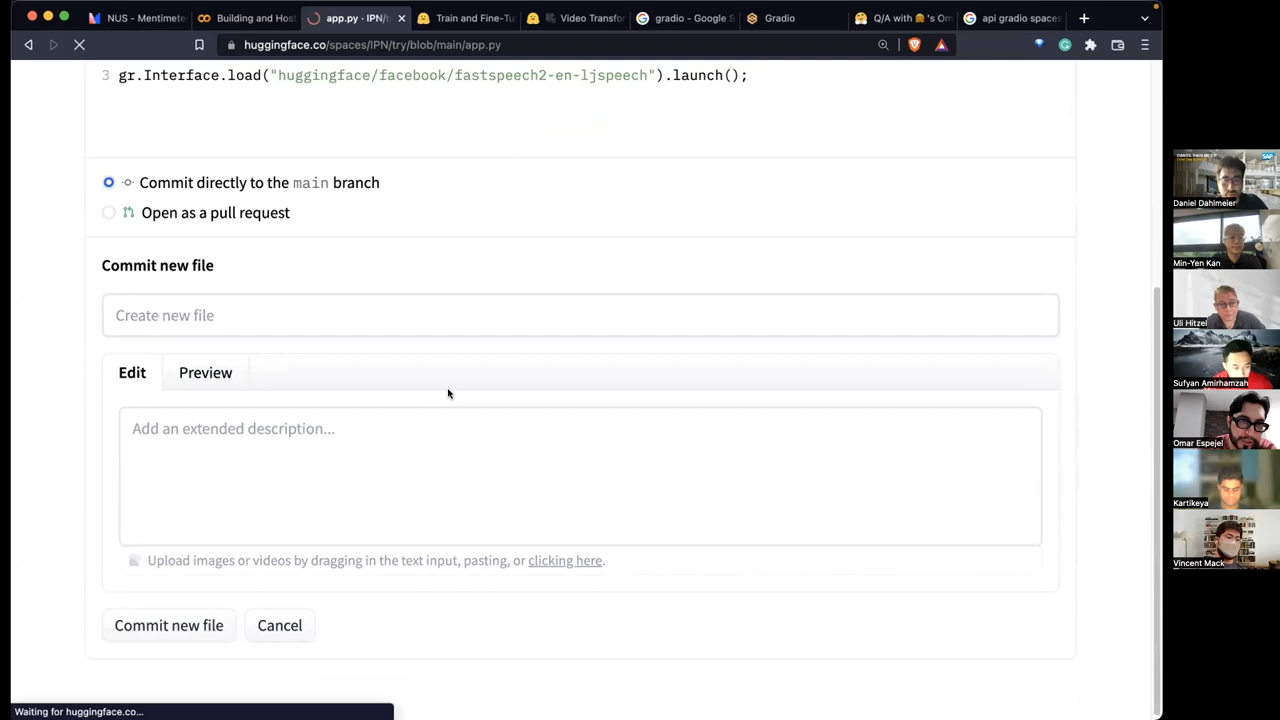 NUS - Mentimeter
Building and Host
app.py · IPN/t
Train and Fine-Tu
Video Transfor
gradio - Google S
Gradio
Q/A with 🤗's Om
api gradio spaces
huggingface.co/spaces/IPN/try/blob/main/app.py
3 gr.Interface.load("huggingface/facebook/fastspeech2-en-ljspeech").launch();
Commit directly to the main branch
Open as a pull request
Commit new file
Create new file
Edit
Preview
Add an extended description...
Upload images or videos by dragging in the text input, pasting, or clicking here.
Commit new file
Cancel
Waiting for huggingface.co...
SAP
Daniel Dahlmeier
Min-Yen Kan
Uli Hitzel
Sufyan Amirhamzah
Omar Espejel
Kartikeya
Vincent Mack